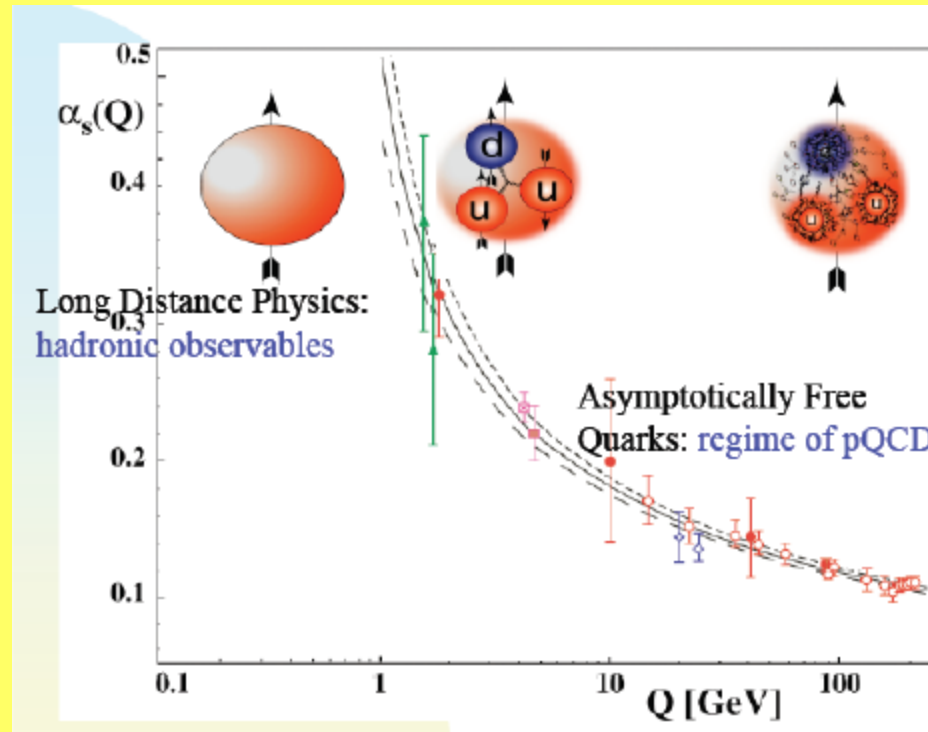 0.5
αs(Q)
0.4
d
u
u
u
u
Long Distance Physics:
0.3
hadronic observables
Asymptotically Free
Quarks: regime of pQCD
0.2
0.1
0.1 1 10 100
Q [GeV]